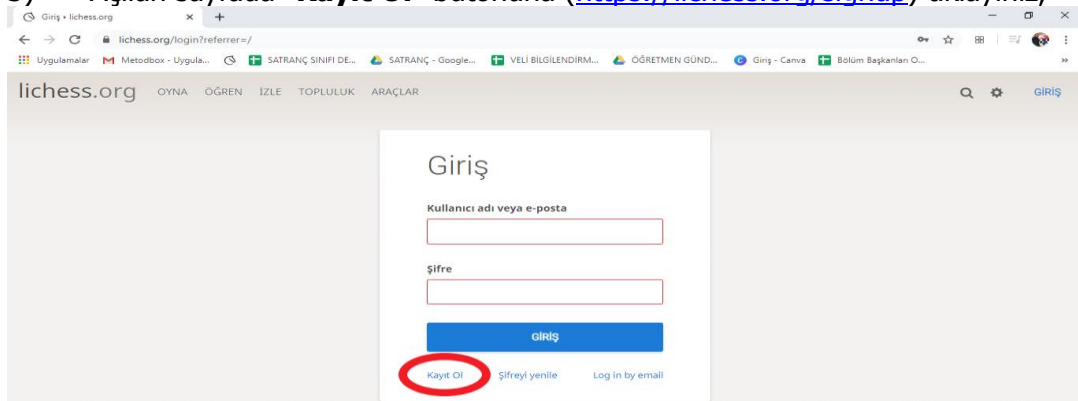 Açılan sayfada "Kayıt Ol" butonuna (https://lichess.org/signup) tıklayınız,
Giriş • lichess.org
lichess.org/login?referrer=/
Uygulamalar Metodbox - Uygula... SATRANÇ SINIFI DE... SATRANÇ - Google... VELİ BİLGİLENDİRM... ÖĞRETMEN GÜND... Giriş - Canva Bölüm Başkanları O... »
lichess.org OYNA ÖĞREN İZLE TOPLULUK ARAÇLAR GİRİŞ
Giriş
Kullanıcı adı veya e-posta
Şifre
GİRİŞ
Kayıt Ol Şifreyi yenile Log in by email